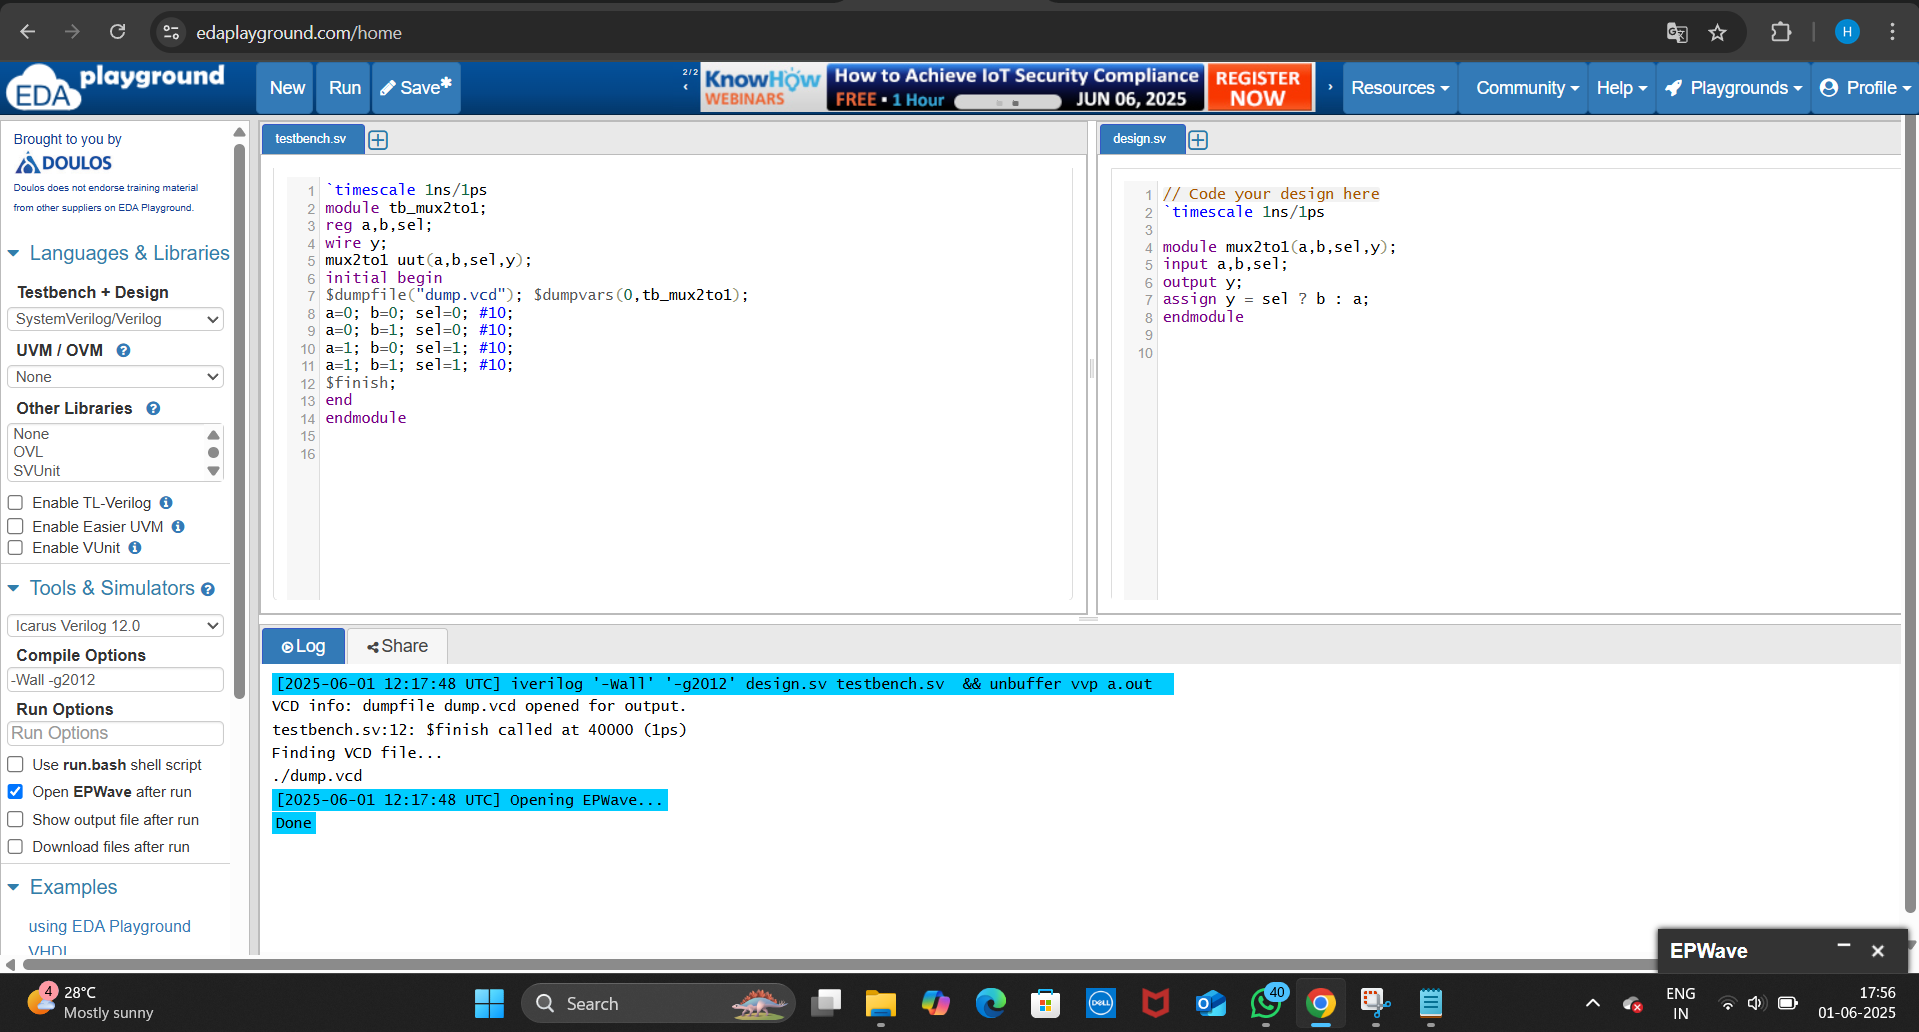 edaplayground.com/home
H
EDA playground
New
Run
Save*
2/2
KnowHow
WEBINARS
How to Achieve IoT Security Compliance
FREE • 1 Hour
JUN 06, 2025
REGISTER
NOW
Resources
Community
Help
Playgrounds
Profile
Brought to you by
DOULOS
Doulos does not endorse training material
from other suppliers on EDA Playground.
Languages & Libraries
Testbench + Design
SystemVerilog/Verilog
UVM / OVM
None
Other Libraries
None
OVL
SVUnit
Enable TL-Verilog
Enable Easier UVM
Enable VUnit
Tools & Simulators
Icarus Verilog 12.0
Compile Options
-Wall -g2012
Run Options
Run Options
Use run.bash shell script
Open EPWave after run
Show output file after run
Download files after run
Examples
using EDA Playground
VHDL
testbench.sv
1 `timescale 1ns/1ps
2 module tb_mux2to1;
3 reg a,b,sel;
4 wire y;
5 mux2to1 uut(a,b,sel,y);
6 initial begin
7 $dumpfile("dump.vcd"); $dumpvars(0,tb_mux2to1);
8 a=0; b=0; sel=0; #10;
9 a=0; b=1; sel=0; #10;
10 a=1; b=0; sel=1; #10;
11 a=1; b=1; sel=1; #10;
12 $finish;
13 end
14 endmodule
15
16
design.sv
1 // Code your design here
2 `timescale 1ns/1ps
3
4 module mux2to1(a,b,sel,y);
5 input a,b,sel;
6 output y;
7 assign y = sel ? b : a;
8 endmodule
9
10
Log
Share
[2025-06-01 12:17:48 UTC] iverilog '-Wall' '-g2012' design.sv testbench.sv && unbuffer vvp a.out
VCD info: dumpfile dump.vcd opened for output.
testbench.sv:12: $finish called at 40000 (1ps)
Finding VCD file...
./dump.vcd
[2025-06-01 12:17:48 UTC] Opening EPWave...
Done
EPWave
4
28°C
Mostly sunny
Search
DELL
40
ENG
IN
17:56
01-06-2025